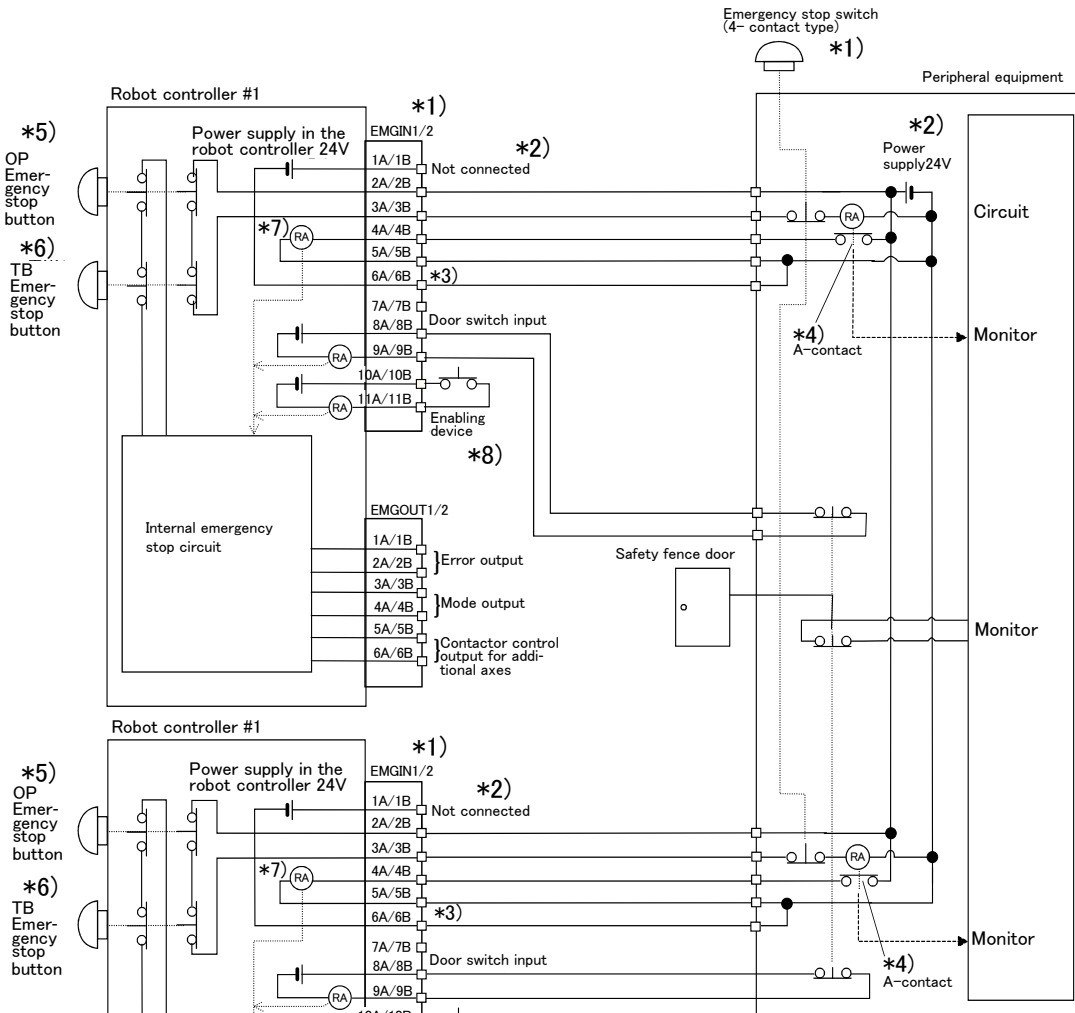 Emergency stop switch
(4- contact type)
*1)
Peripheral equipment
Robot controller #1
*1)
EMGIN1/2
*5)
OP
Emer-
gency
stop
button
Power supply in the
robot controller 24V
*2)
Not connected
*2)
Power
supply24V
1A/1B
2A/2B
3A/3B
4A/4B
5A/5B
6A/6B
7A/7B
8A/8B
9A/9B
10A/10B
11A/11B
*7)
RA
RA
RA
*3)
RA
Circuit
*6)
TB
Emer-
gency
stop
button
Door switch input
*4)
A-contact
Monitor
Enabling
device
*8)
Internal emergency
stop circuit
EMGOUT1/2
1A/1B
2A/2B
3A/3B
4A/4B
5A/5B
6A/6B
Error output
Mode output
Contactor control
output for addi-
tional axes
Safety fence door
Monitor
Robot controller #1
*1)
EMGIN1/2
*5)
OP
Emer-
gency
stop
button
Power supply in the
robot controller 24V
*2)
Not connected
1A/1B
2A/2B
3A/3B
4A/4B
5A/5B
6A/6B
7A/7B
8A/8B
9A/9B
*7)
RA
RA
*3)
RA
*6)
TB
Emer-
gency
stop
button
Door switch input
*4)
A-contact
Monitor